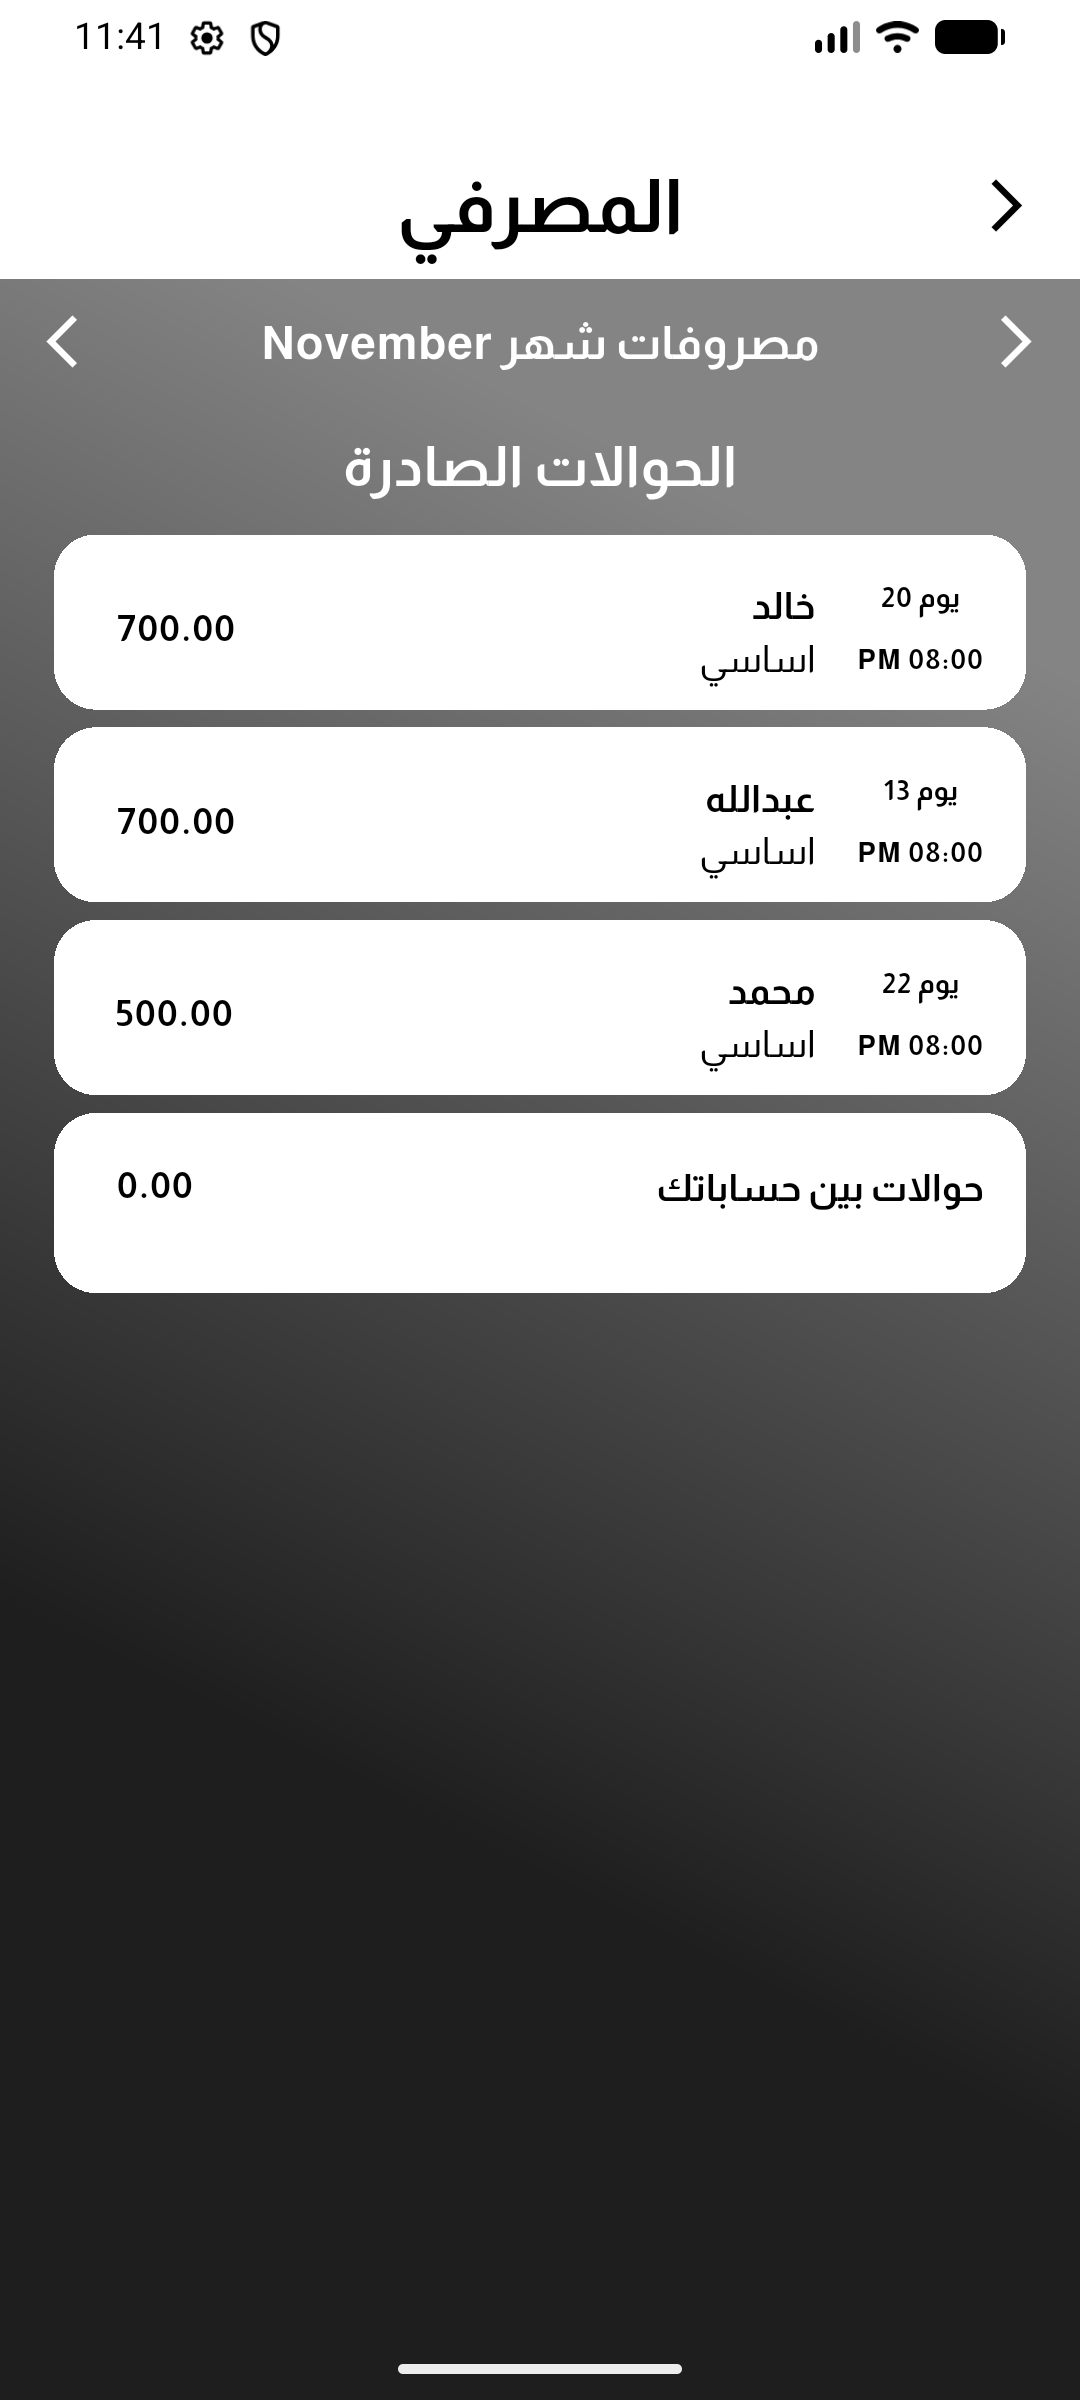 11:41
المصرفي
مصروفات شهر November
الحوالات الصادرة
يوم 20
08:00 PM
خالد
اساسي
700.00
يوم 13
08:00 PM
عبدالله
اساسي
700.00
يوم 22
08:00 PM
محمد
اساسي
500.00
حوالات بين حساباتك
0.00